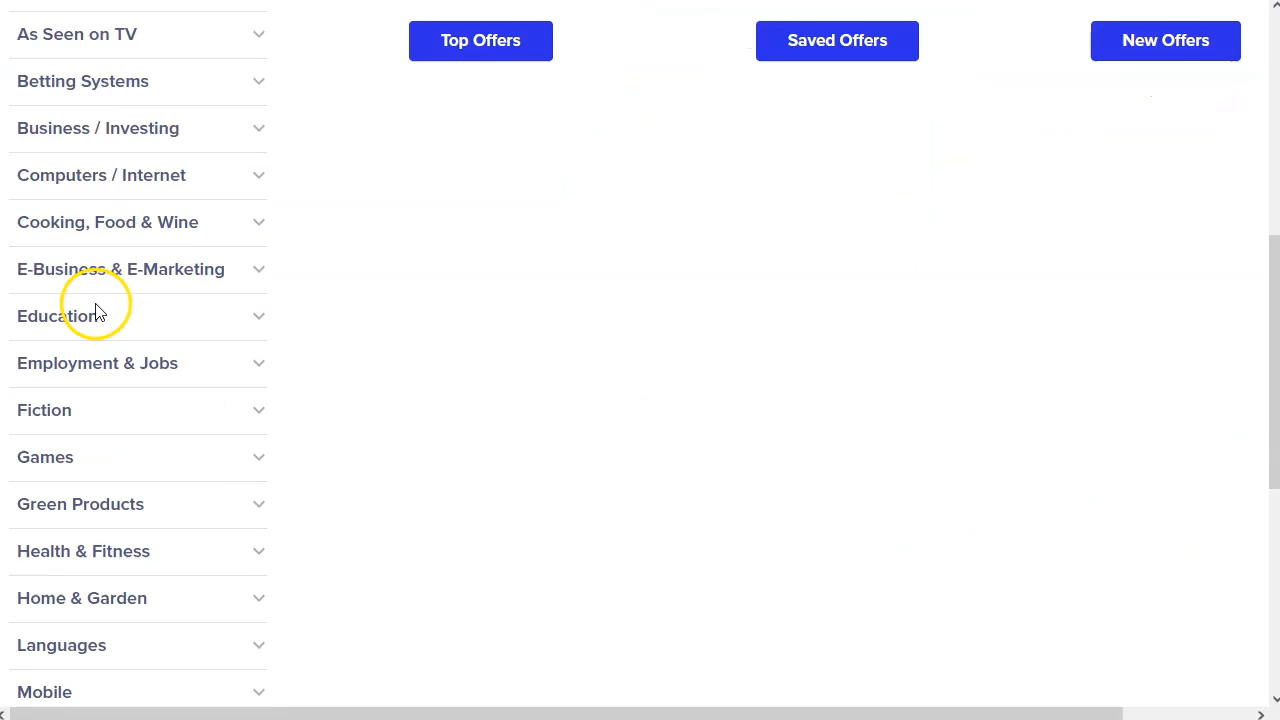 As Seen on TV
Top Offers
Saved Offers
New Offers
Betting Systems
Business / Investing
Computers / Internet
Cooking, Food & Wine
E-Business & E-Marketing
Education
Employment & Jobs
Fiction
Games
Green Products
Health & Fitness
Home & Garden
Languages
Mobile